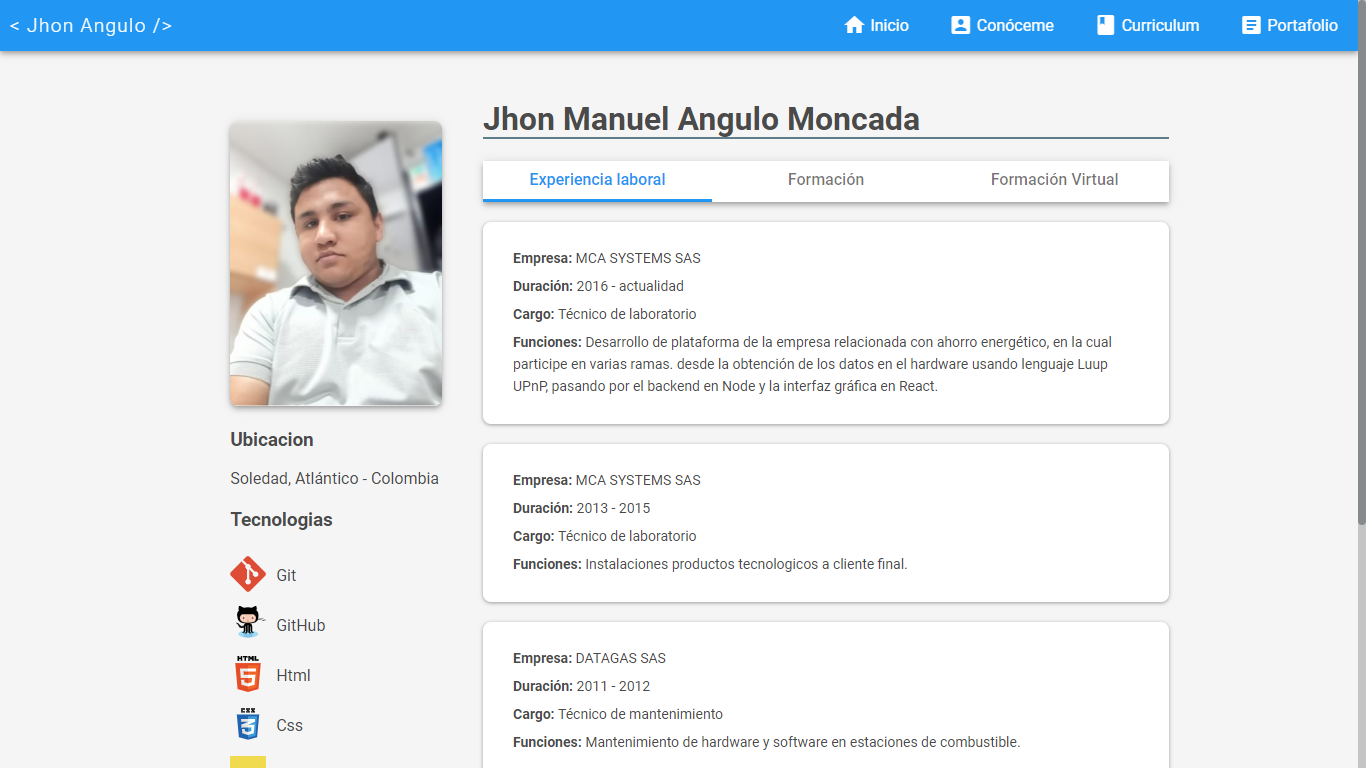 < Jhon Angulo />
Inicio
Conóceme
Curriculum
Portafolio
Jhon Manuel Angulo Moncada
Experiencia laboral
Formación
Formación Virtual
Empresa: MCA SYSTEMS SAS
Duración: 2016 - actualidad
Cargo: Técnico de laboratorio
Funciones: Desarrollo de plataforma de la empresa relacionada con ahorro energético, en la cual
participe en varias ramas. desde la obtención de los datos en el hardware usando lenguaje Luup
UPnP, pasando por el backend en Node y la interfaz gráfica en React.
Empresa: MCA SYSTEMS SAS
Duración: 2013 - 2015
Cargo: Técnico de laboratorio
Funciones: Instalaciones productos tecnologicos a cliente final.
Empresa: DATAGAS SAS
Duración: 2011 - 2012
Cargo: Técnico de mantenimiento
Funciones: Mantenimiento de hardware y software en estaciones de combustible.
Ubicacion
Soledad, Atlántico - Colombia
Tecnologias
Git
GitHub
HTML
5
Html
CSS
3
Css